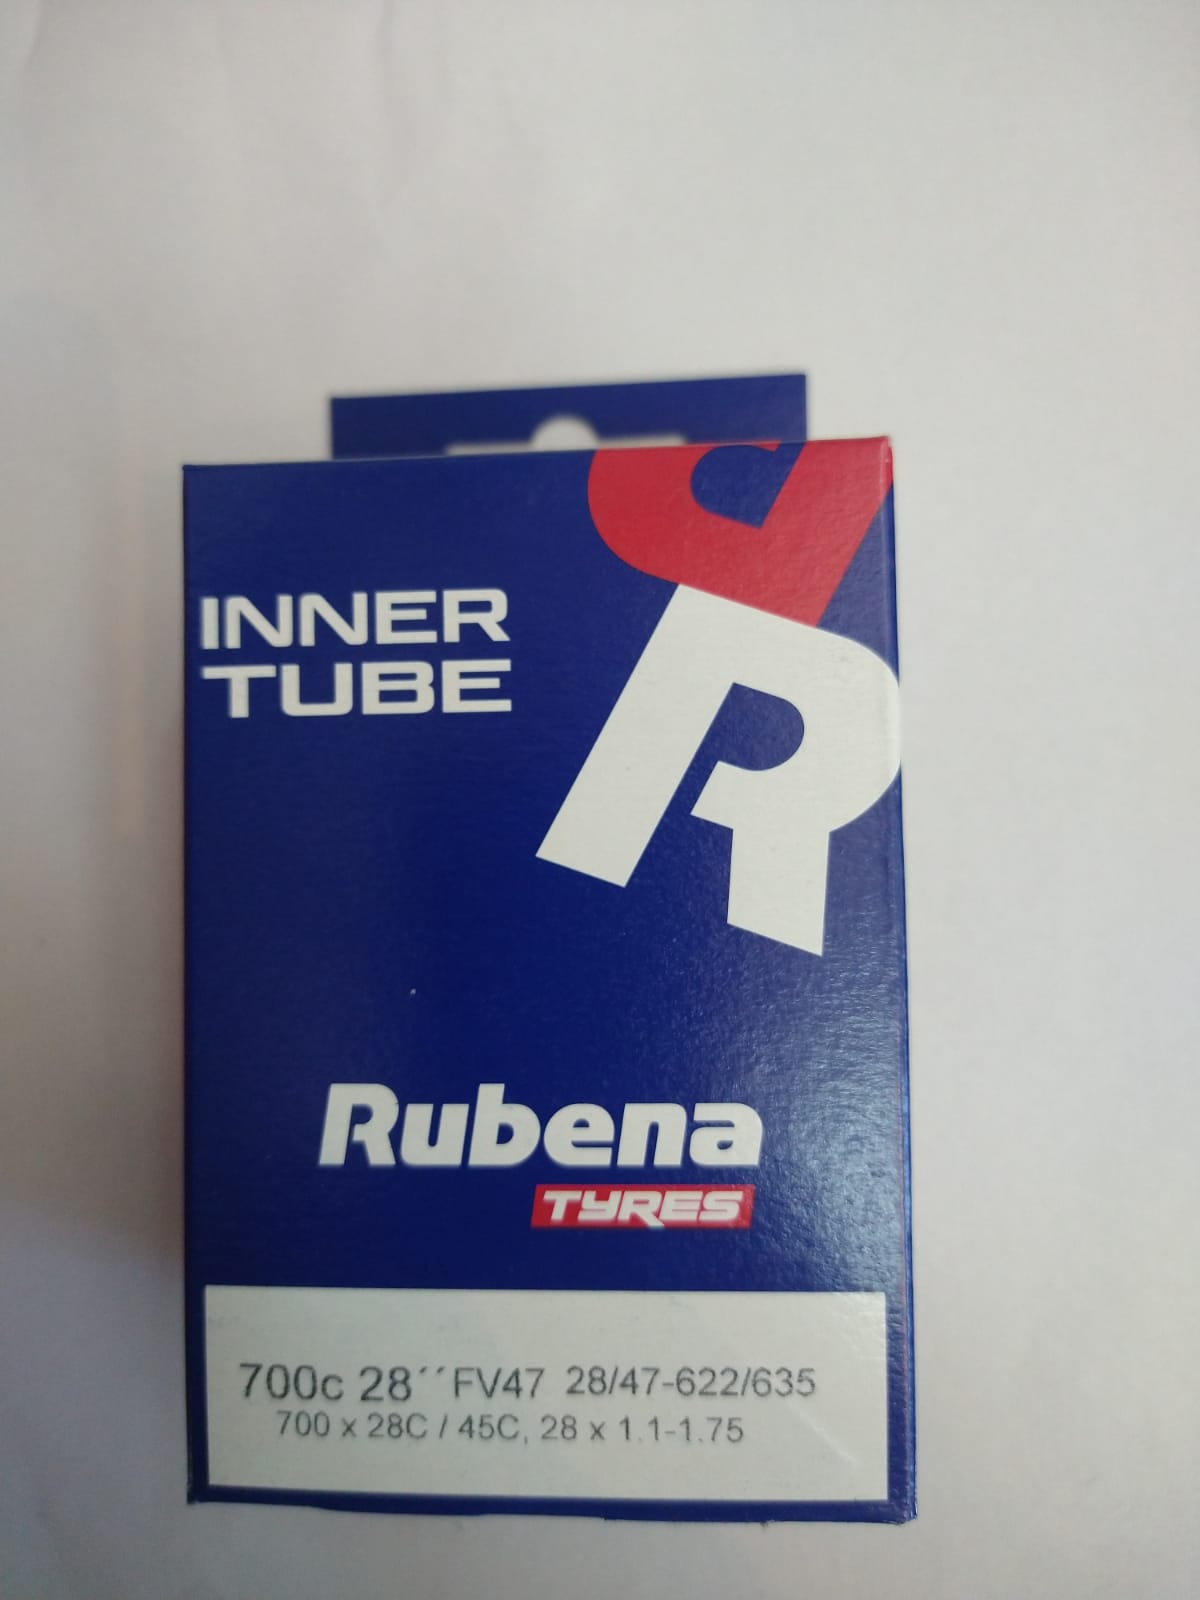 INNER
TUBE
R
R
Rubena
TYRES
700c 28´´FV47 28/47-622/635
700 x 28C / 45C, 28 x 1.1-1.75